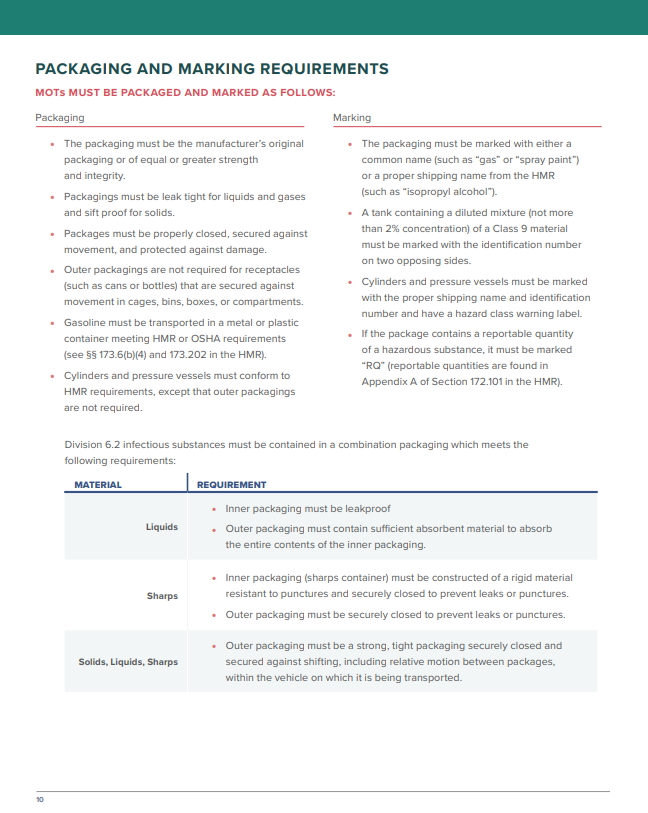 PACKAGING AND MARKING REQUIREMENTS
MOTs MUST BE PACKAGED AND MARKED AS FOLLOWS:
Packaging
• The packaging must be the manufacturer's original
packaging or of equal or greater strength
and integrity.
• Packagings must be leak tight for liquids and gases
and sift proof for solids.
• Packages must be properly closed, secured against
movement, and protected against damage.
• Outer packagings are not required for receptacles
(such as cans or bottles) that are secured against
movement in cages, bins, boxes, or compartments.
• Gasoline must be transported in a metal or plastic
container meeting HMR or OSHA requirements
(see §§ 173.6(b)(4) and 173.202 in the HMR).
• Cylinders and pressure vessels must conform to
HMR requirements, except that outer packagings
are not required.
Marking
• The packaging must be marked with either a
common name (such as “gas” or “spray paint”)
or a proper shipping name from the HMR
(such as “isopropyl alcohol”).
• A tank containing a diluted mixture (not more
than 2% concentration) of a Class 9 material
must be marked with the identification number
on two opposing sides.
• Cylinders and pressure vessels must be marked
with the proper shipping name and identification
number and have a hazard class warning label.
• If the package contains a reportable quantity
of a hazardous substance, it must be marked
“RQ” (reportable quantities are found in
Appendix A of Section 172.101 in the HMR).
Division 6.2 infectious substances must be contained in a combination packaging which meets the
following requirements:
MATERIAL REQUIREMENT
Liquids
• Inner packaging must be leakproof
• Outer packaging must contain sufficient absorbent material to absorb
the entire contents of the inner packaging.
Sharps
• Inner packaging (sharps container) must be constructed of a rigid material
resistant to punctures and securely closed to prevent leaks or punctures.
• Outer packaging must be securely closed to prevent leaks or punctures.
Solids, Liquids, Sharps
• Outer packaging must be a strong, tight packaging securely closed and
secured against shifting, including relative motion between packages,
within the vehicle on which it is being transported.
10